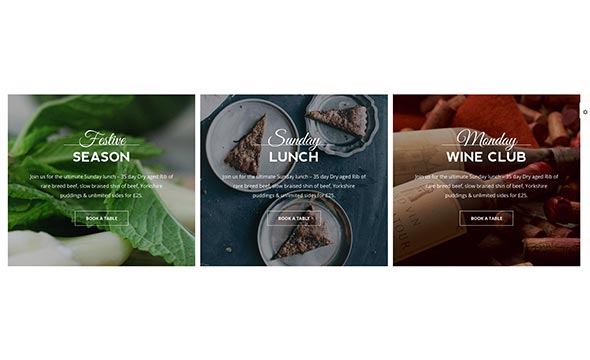 Festive
SEASON
Join us for the ultimate Sunday lunch – 35 day Dry aged Rib of
rare breed beef, slow braised shin of beef, Yorkshire
puddings & unlimited sides for £25.
BOOK A TABLE
Sunday
LUNCH
Join us for the ultimate Sunday lunch – 35 day Dry aged Rib of
rare breed beef, slow braised shin of beef, Yorkshire
puddings & unlimited sides for £25.
BOOK A TABLE
Monday
WINE CLUB
Join us for the ultimate Sunday lunch – 35 day Dry aged Rib of
rare breed beef, slow braised shin of beef, Yorkshire
puddings & unlimited sides for £25.
BOOK A TABLE